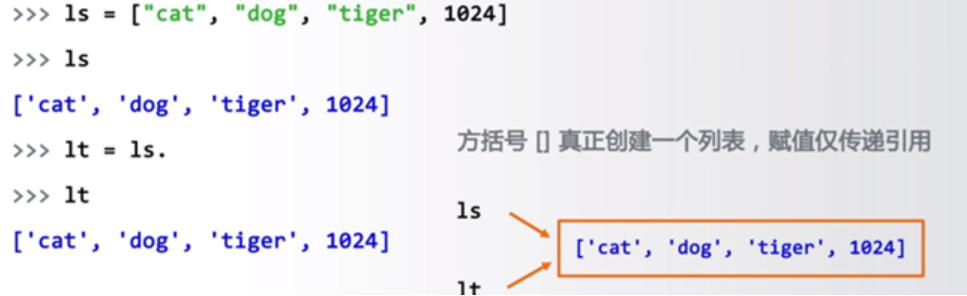 >>> ls = ["cat", "dog", "tiger", 1024]
>>> ls
['cat', 'dog', 'tiger', 1024]
>>> lt = ls.
方括号 [] 真正创建一个列表，赋值仅传递引用
>>> lt
ls
['cat', 'dog', 'tiger', 1024]
['cat', 'dog', 'tiger', 1024]
lt